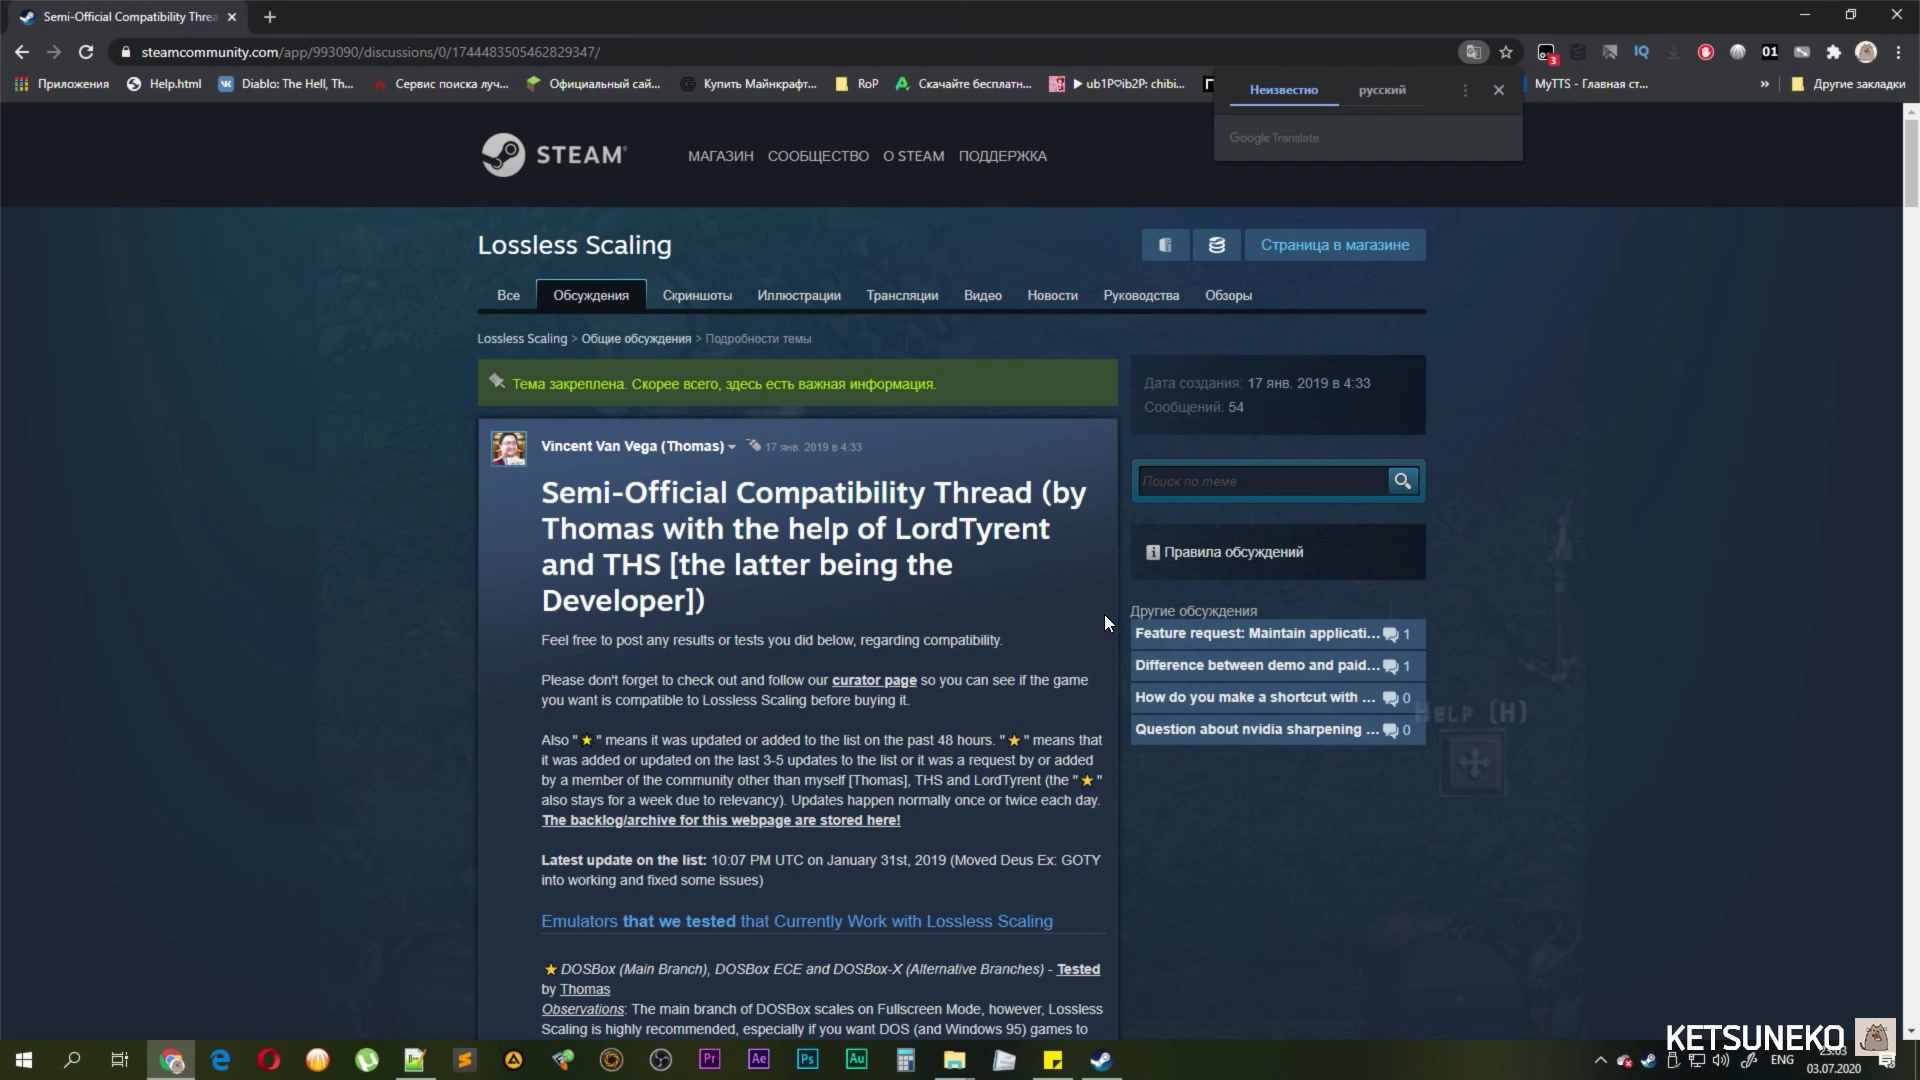 Semi-Official Compatibility Threa
steamcommunity.com/app/993090/discussions/0/1744483505462829347/
3
IQ
01
Приложения
Help.html
Diablo: The Hell, Th...
Сервис поиска луч...
Официальный сай...
Купить Майнкрафт...
RoP
Скачайте бесплатн...
▶ ub1P♡ib2P: chibi...
MyTTS - Главная ст...
»
Другие закладки
Неизвестно
русский
Google Translate
STEAM
МАГАЗИН
СООБЩЕСТВО
О STEAM
ПОДДЕРЖКА
Lossless Scaling
Страница в магазине
Все
Обсуждения
Скриншоты
Иллюстрации
Трансляции
Видео
Новости
Руководства
Обзоры
Lossless Scaling > Общие обсуждения > Подробности темы
Тема закреплена. Скорее всего, здесь есть важная информация.
Дата создания: 17 янв. 2019 в 4:33
Сообщений: 54
Vincent Van Vega (Thomas)
17 янв. 2019 в 4:33
Semi-Official Compatibility Thread (by
Thomas with the help of LordTyrent
and THS [the latter being the
Developer])
Поиск по теме
Правила обсуждений
Другие обсуждения
Feature request: Maintain applicati... 1
Difference between demo and paid... 1
How do you make a shortcut with ... 0
Question about nvidia sharpening ... 0
HELP (H)
Feel free to post any results or tests you did below, regarding compatibility.
Please don't forget to check out and follow our curator page so you can see if the game
you want is compatible to Lossless Scaling before buying it.
Also "⭐" means it was updated or added to the list on the past 48 hours. "⭐" means that
it was added or updated on the last 3-5 updates to the list or it was a request by or added
by a member of the community other than myself [Thomas], THS and LordTyrent (the "⭐"
also stays for a week due to relevancy). Updates happen normally once or twice each day.
The backlog/archive for this webpage are stored here!
Latest update on the list: 10:07 PM UTC on January 31st, 2019 (Moved Deus Ex: GOTY
into working and fixed some issues)
Emulators that we tested that Currently Work with Lossless Scaling
⭐ DOSBox (Main Branch), DOSBox ECE and DOSBox-X (Alternative Branches) - Tested
by Thomas
Observations: The main branch of DOSBox scales on Fullscreen Mode, however, Lossless
Scaling is highly recommended, especially if you want DOS (and Windows 95) games to
KETSUNEKO
Pr
Ae
Ps
Au
ENG
23:03
03.07.2020